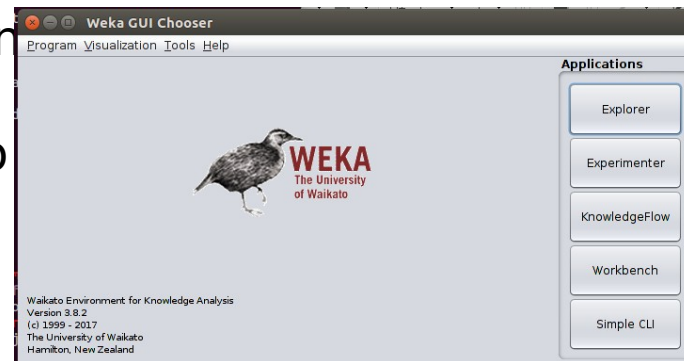 Weka GUI Chooser
Program Visualization Tools Help
Applications
Explorer
WEKA
The University
of Waikato
Experimenter
KnowledgeFlow
Workbench
Simple CLI
Waikato Environment for Knowledge Analysis
Version 3.8.2
(c) 1999 - 2017
The University of Waikato
Hamilton, New Zealand